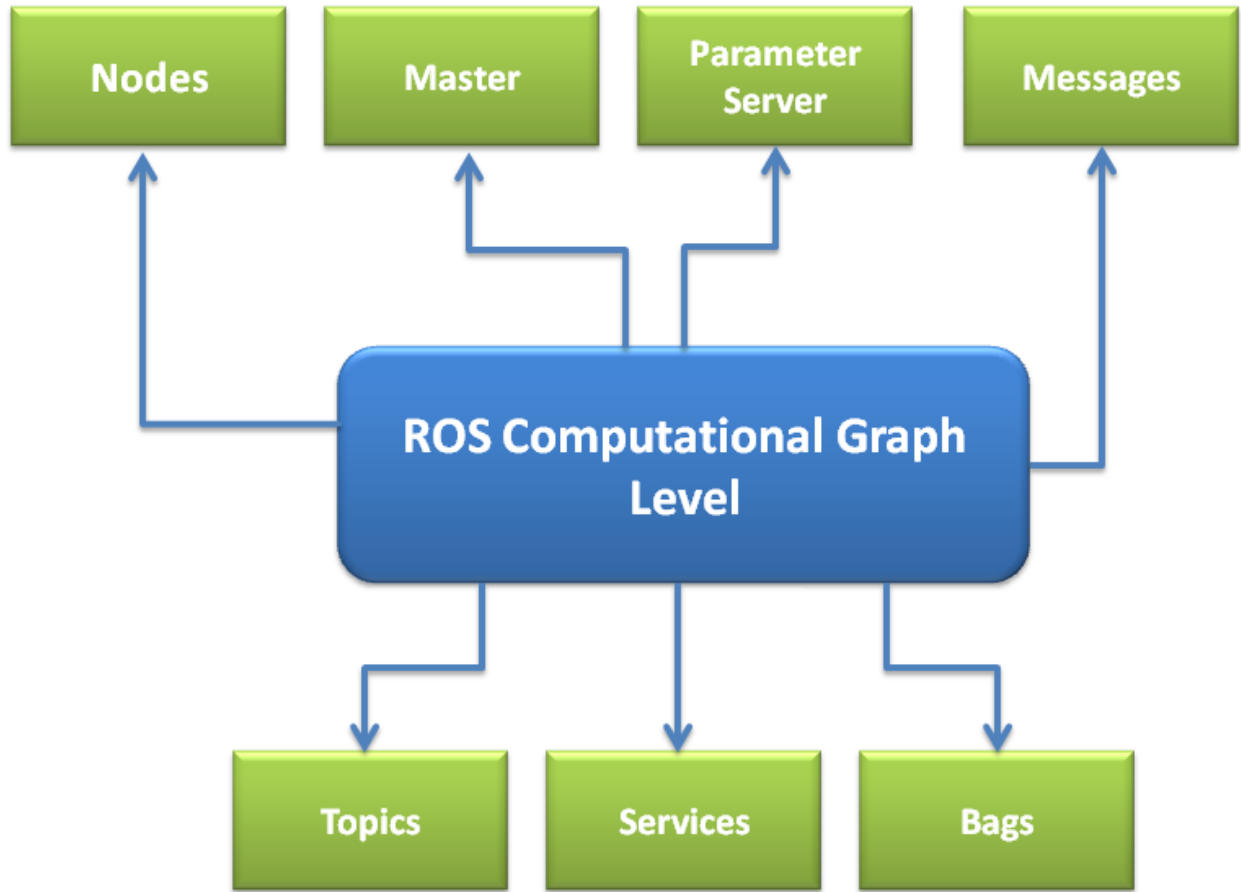 Nodes
Master
Parameter
Server
Messages
ROS Computational Graph
Level
Topics
Services
Bags